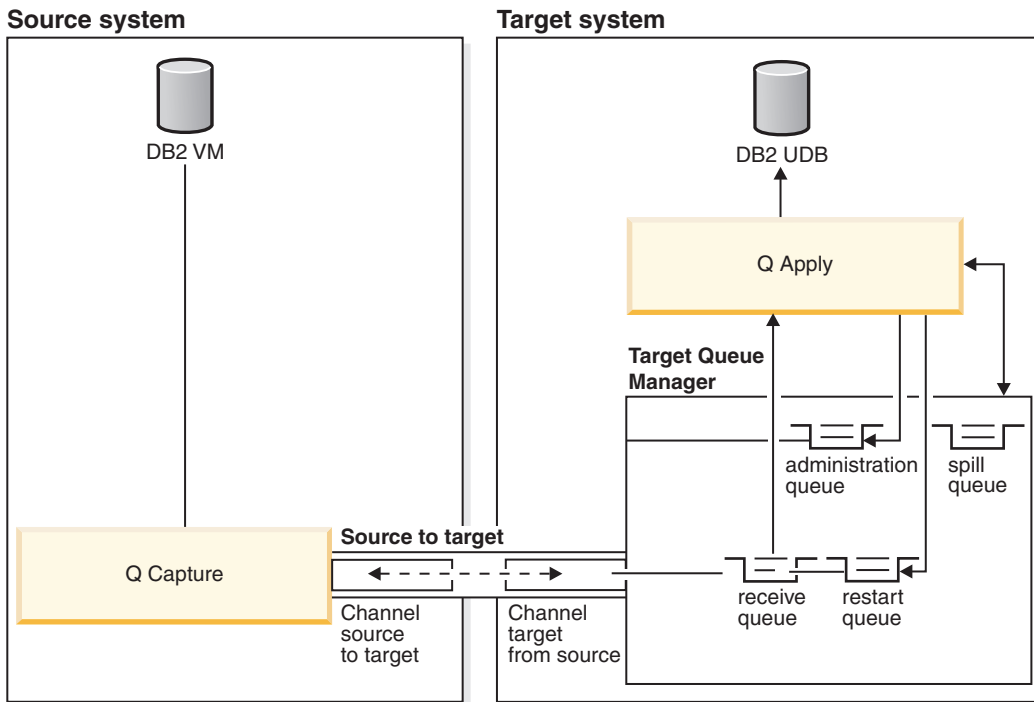 Source system
Target system
DB2 VM
DB2 UDB
Q Apply
Target Queue
Manager
administration
queue
spill
queue
Source to target
Q Capture
receive
queue
restart
queue
Channel
source
to target
Channel
target
from source